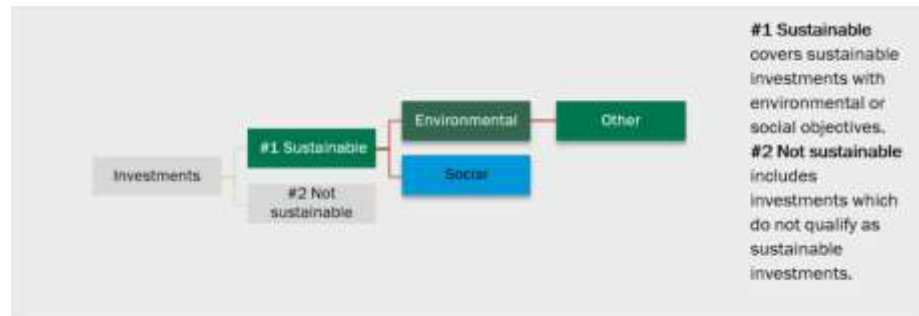 Investments
#1 Sustainable
#2 Not
sustainable
Environmental
Social
Other
#1 Sustainable
covers sustainable
investments with
environmental or
social objectives.
#2 Not sustainable
includes
investments which
do not qualify as
sustainable
investments.